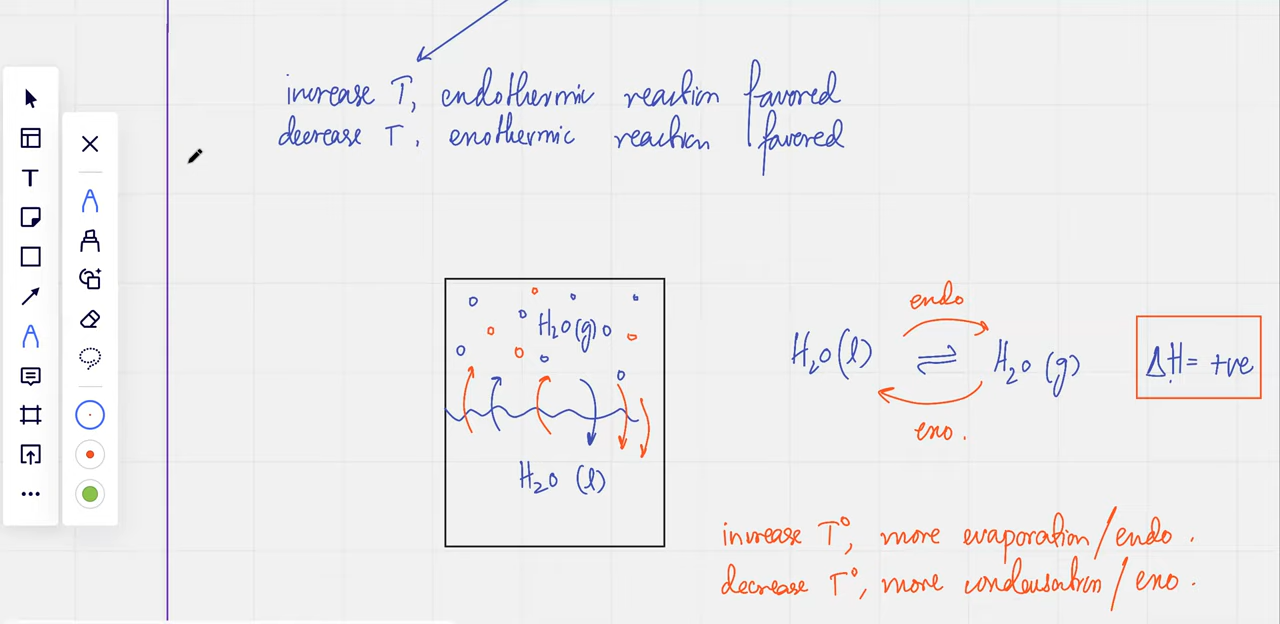 increase T, endothermic reaction favored
decrease T, exothermic reaction favored
H₂O(g)
H₂O (l)
endo
H₂O(l) ⇌ H₂O (g)
exo.
ΔH = +ve
increase T°, more evaporation/endo.
decrease T°, more condensation/exo.
T